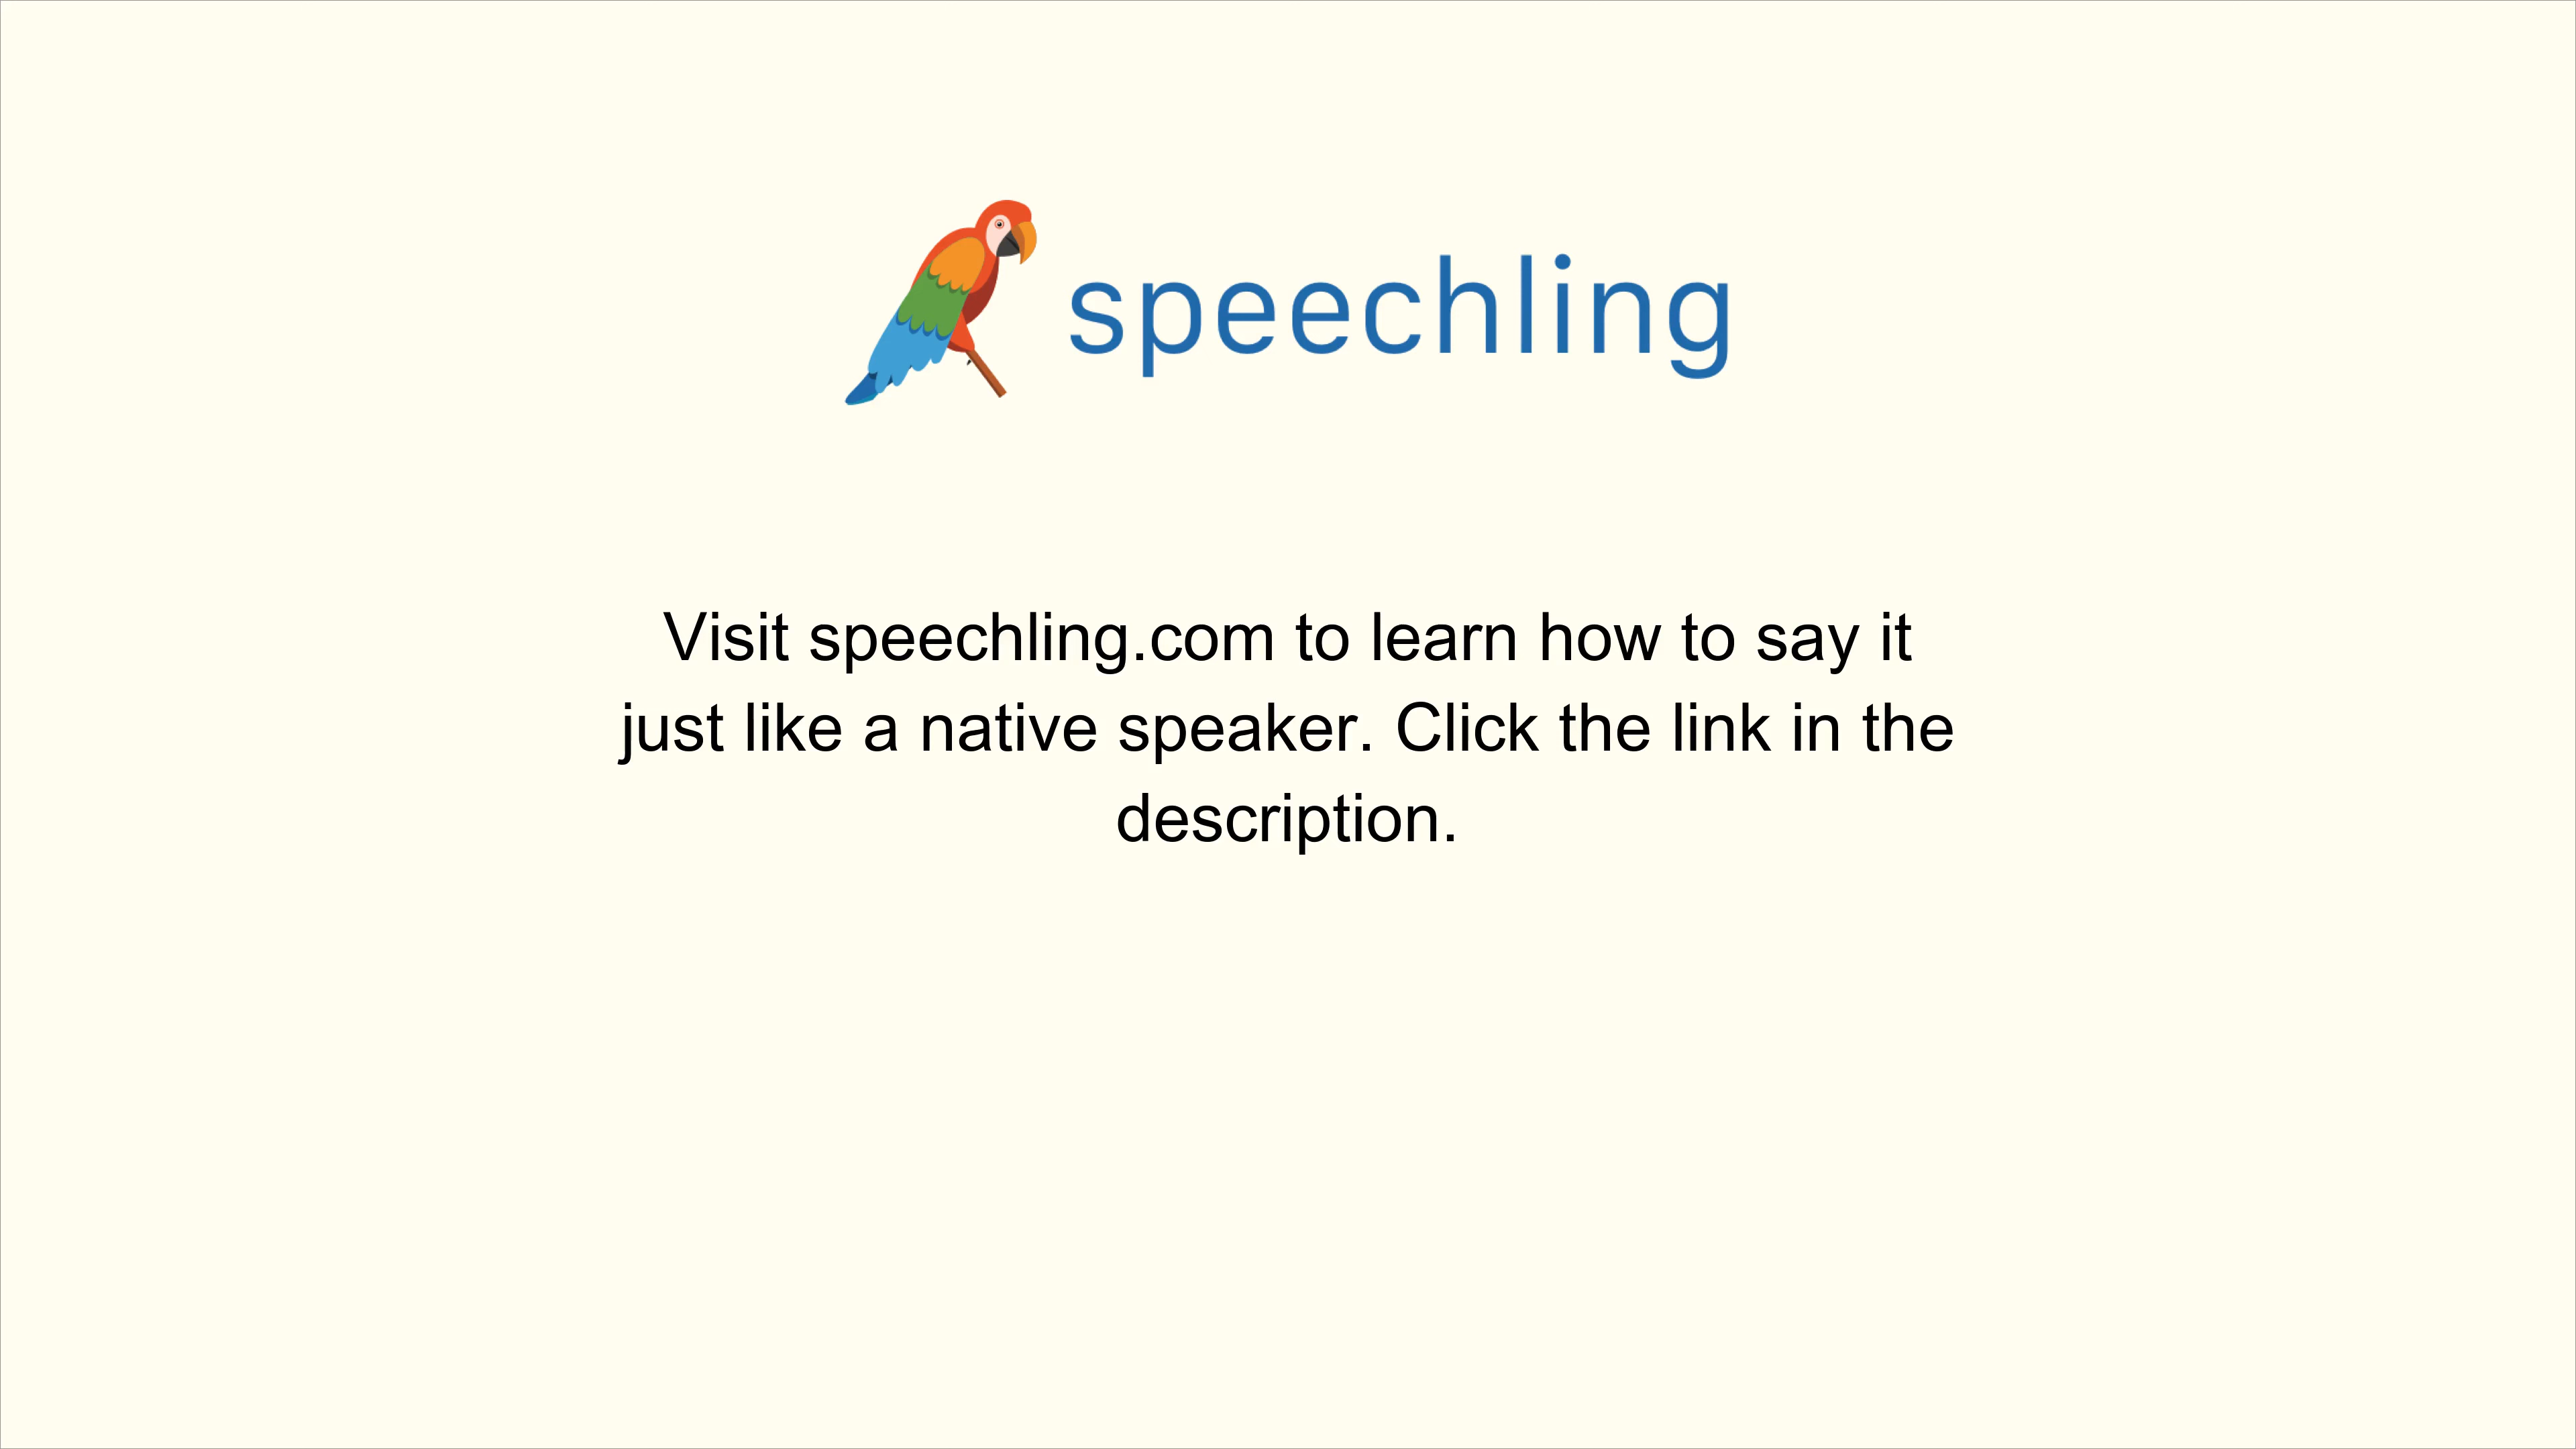 speechling
Visit speechling.com to learn how to say it
just like a native speaker. Click the link in the
description.